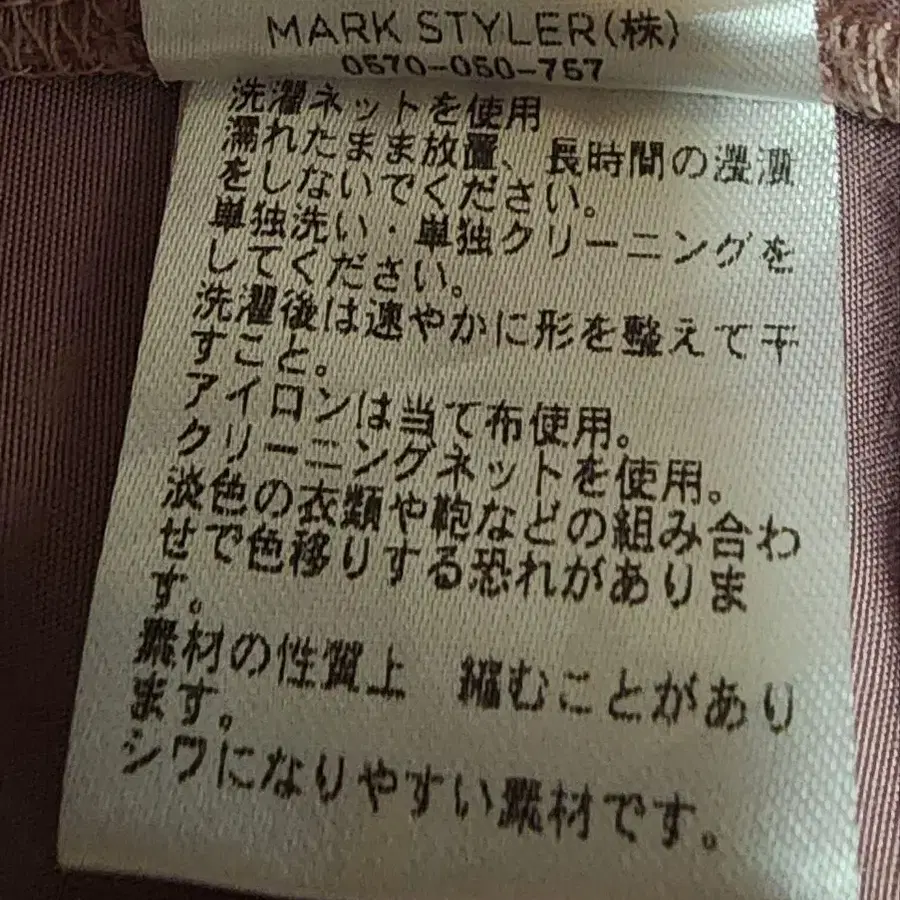 MARK STYLER(株)
0570-050-757
洗濯ネットを使用
濡れたまま放置、長時間の浸漬
をしないでください。
単独洗い・単独クリーニングを
してください。
洗濯後は速やかに形を整えて干
すこと。
アイロンは当て布使用。
クリーニングネットを使用。
淡色の衣類や鞄などの組み合わ
せで色移りする恐れがありま
す。
素材の性質上　縮むことがあり
ます。
シワになりやすい素材です。